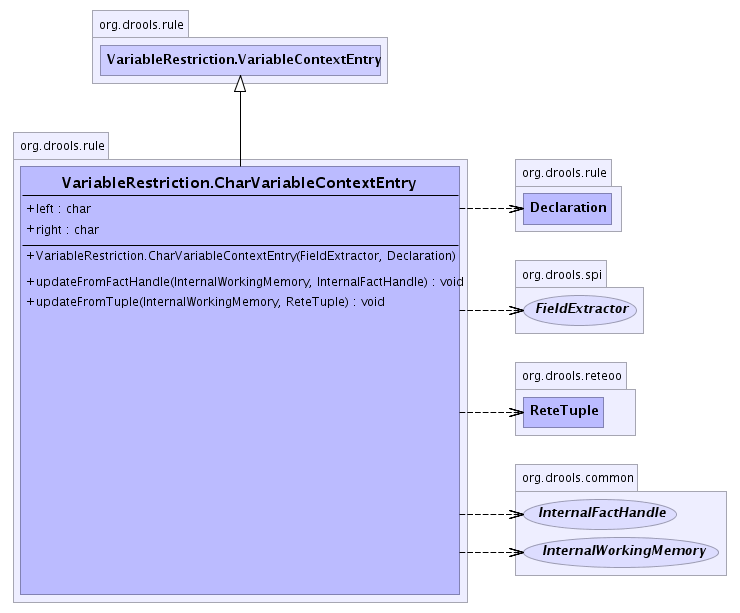 org.drools.rule
VariableRestriction.VariableContextEntry
org.drools.rule
VariableRestriction.CharVariableContextEntry
+left : char
+right : char
+VariableRestriction.CharVariableContextEntry(FieldExtractor, Declaration)
+updateFromFactHandle(InternalWorkingMemory, InternalFactHandle) : void
+updateFromTuple(InternalWorkingMemory, ReteTuple) : void
org.drools.rule
Declaration
org.drools.spi
FieldExtractor
org.drools.reteoo
ReteTuple
org.drools.common
InternalFactHandle
InternalWorkingMemory